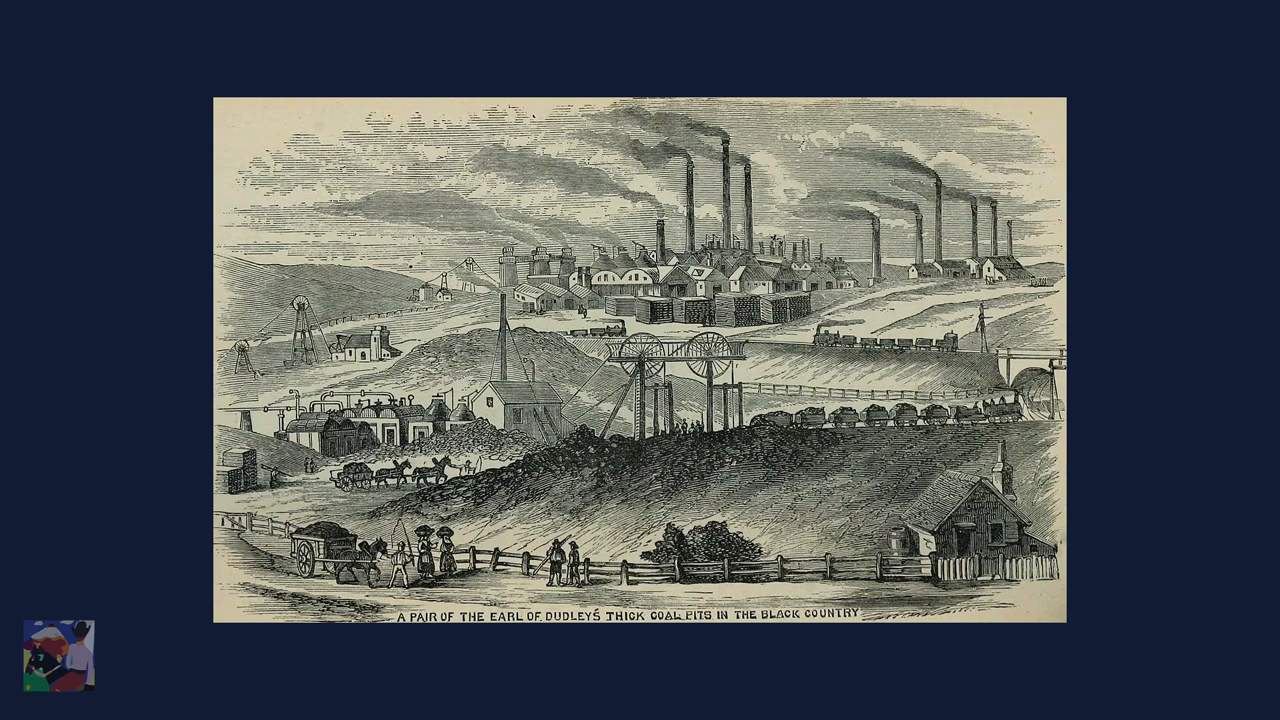 A PAIR OF THE EARL OF DUDLEY'S THICK COAL PITS IN THE BLACK COUNTRY